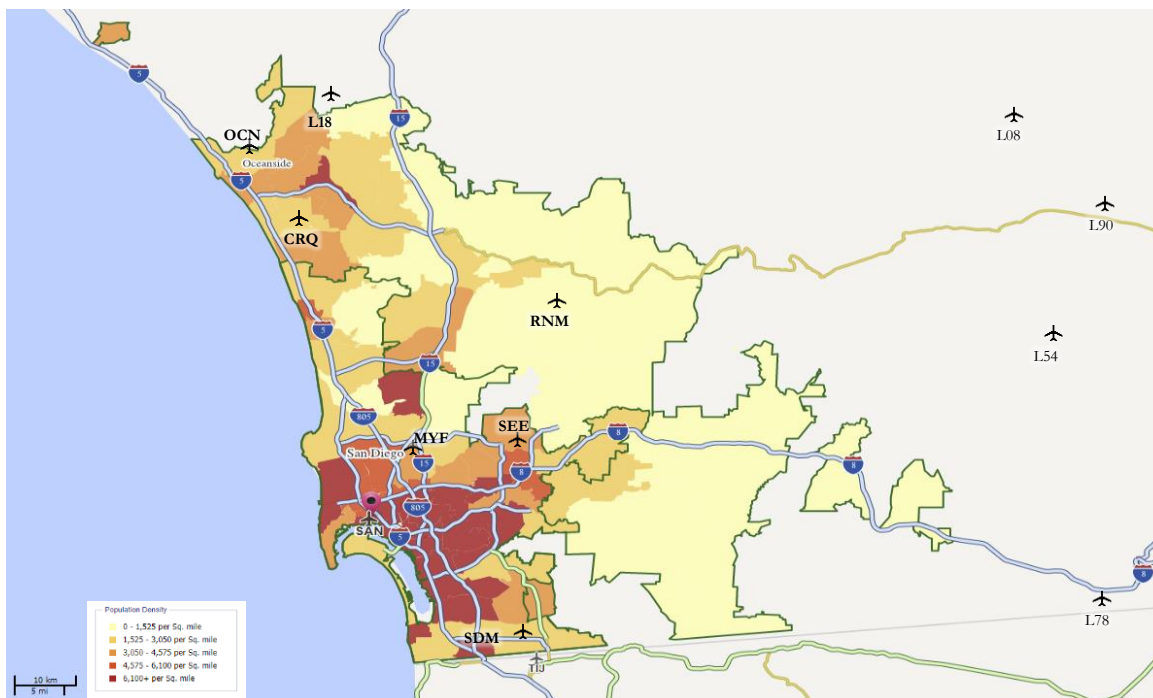 5
L18
15
L08
OCN
Oceanside
5
L90
CRQ
RNM
5
L54
15
805
MYF
SEE
8
San Diego
15
8
8
805
SAN
5
8
L78
SDM
TIJ
Population Density
0 - 1,525 per Sq. mile
1,525 - 3,050 per Sq. mile
3,050 - 4,575 per Sq. mile
4,575 - 6,100 per Sq. mile
6,100+ per Sq. mile
10 km
5 mi